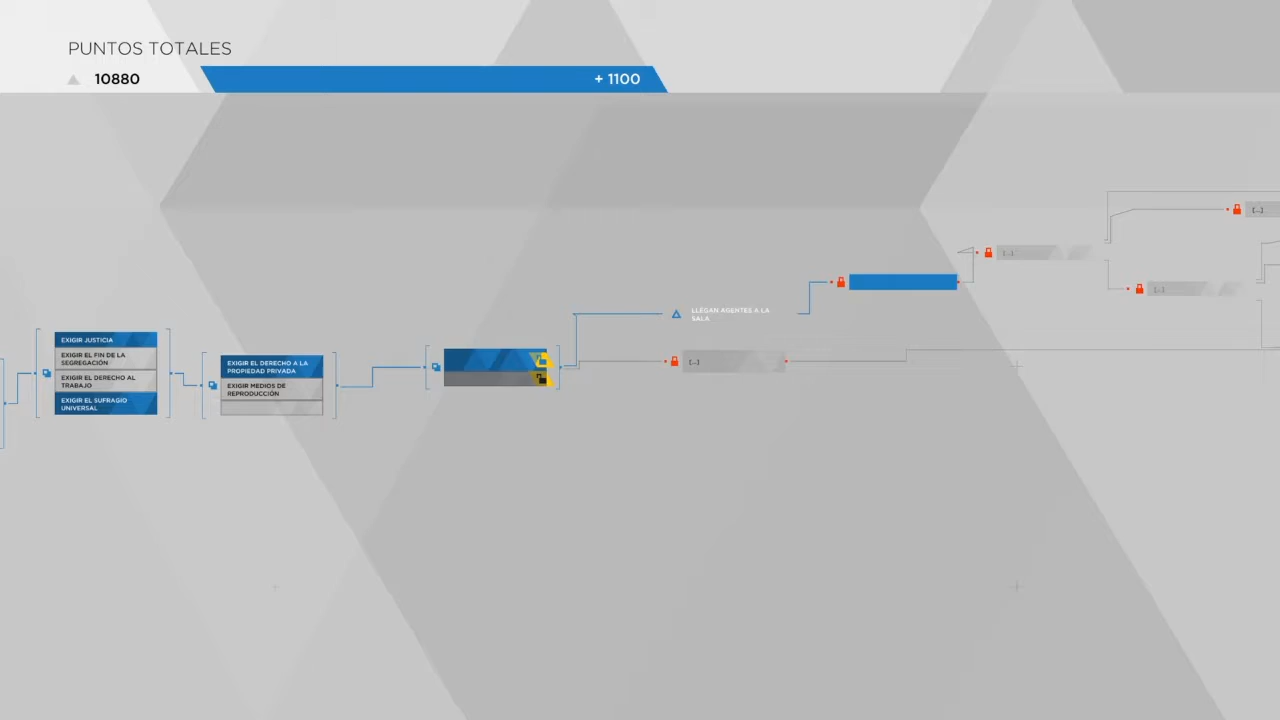 PUNTOS TOTALES
10880
+ 1100
[...]
[...]
[...]
LLEGAN AGENTES A LA
SALA
EXIGIR JUSTICIA
EXIGIR EL FIN DE LA
SEGREGACIÓN
EXIGIR EL DERECHO AL
TRABAJO
EXIGIR EL SUFRAGIO
UNIVERSAL
EXIGIR EL DERECHO A LA
PROPIEDAD PRIVADA
EXIGIR MEDIOS DE
REPRODUCCIÓN
[...]